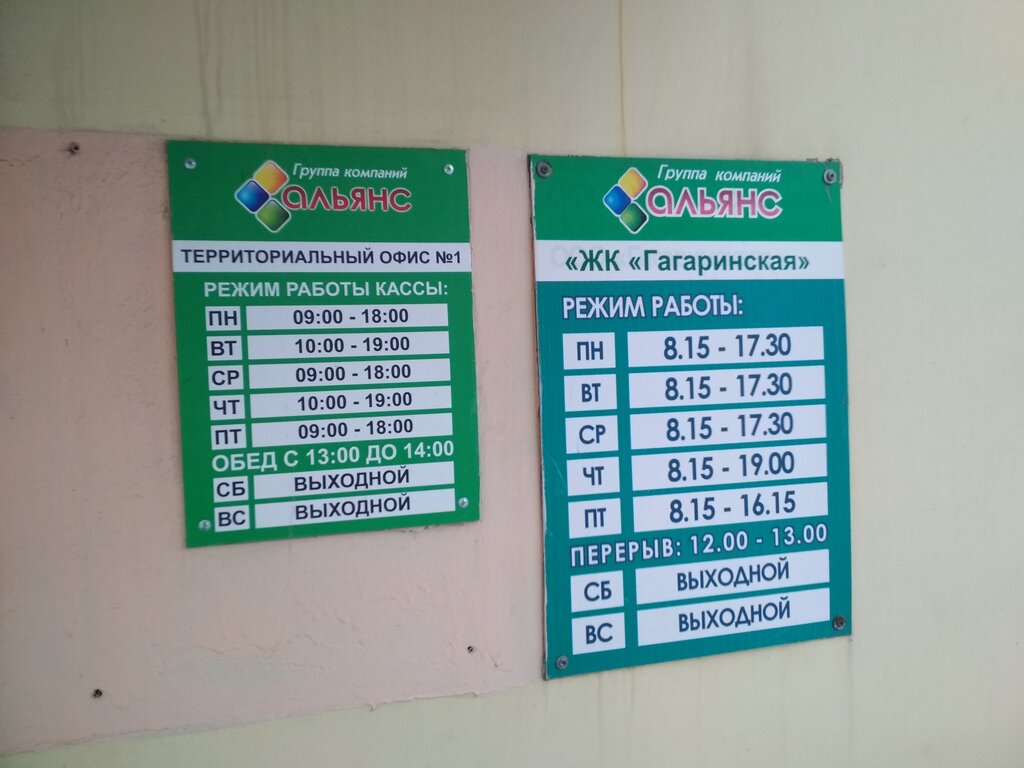 Группа компаний
альянс
ТЕРРИТОРИАЛЬНЫЙ ОФИС №1
РЕЖИМ РАБОТЫ КАССЫ:
ПН 09:00 - 18:00
ВТ 10:00 - 19:00
СР 09:00 - 18:00
ЧТ 10:00 - 19:00
ПТ 09:00 - 18:00
ОБЕД С 13:00 ДО 14:00
СБ ВЫХОДНОЙ
ВС ВЫХОДНОЙ
Группа компаний
альянс
«ЖК «Гагаринская»
РЕЖИМ РАБОТЫ:
ПН 8.15 - 17.30
ВТ 8.15 - 17.30
СР 8.15 - 17.30
ЧТ 8.15 - 19.00
ПТ 8.15 - 16.15
ПЕРЕРЫВ: 12.00 - 13.00
СБ ВЫХОДНОЙ
ВС ВЫХОДНОЙ